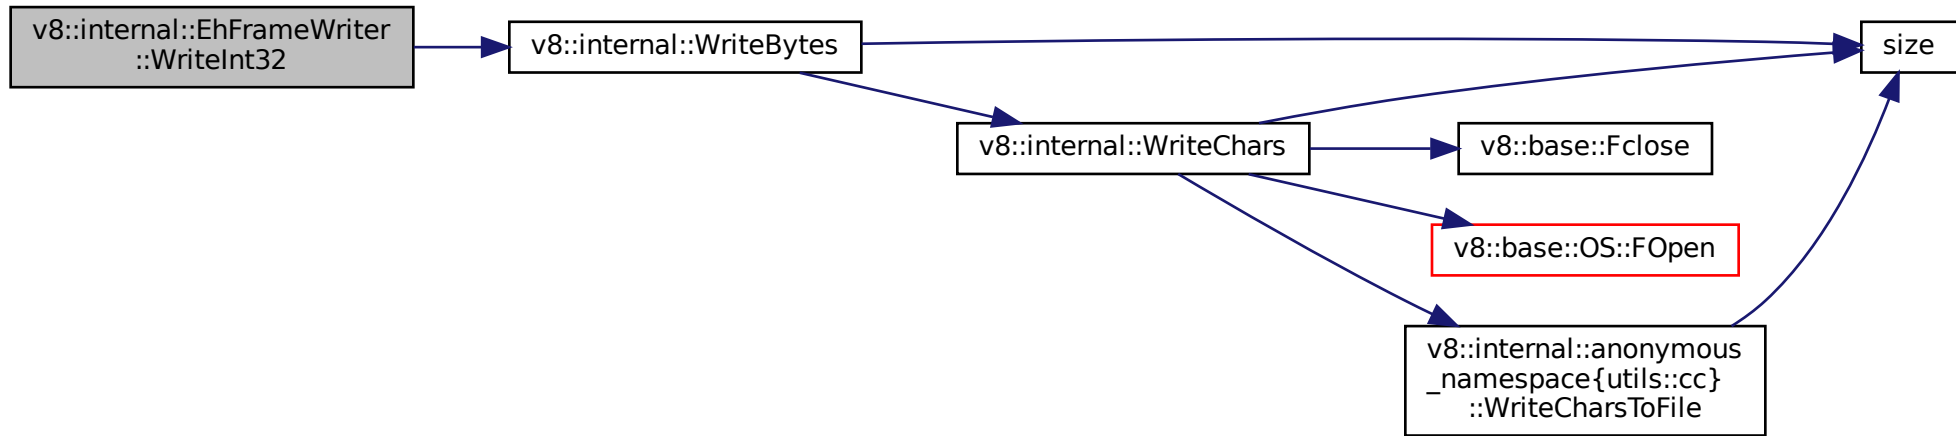 v8::internal::EhFrameWriter
::WriteInt32
v8::internal::WriteBytes
size
v8::internal::WriteChars
v8::base::Fclose
v8::base::OS::FOpen
v8::internal::anonymous
_namespace{utils::cc}
::WriteCharsToFile